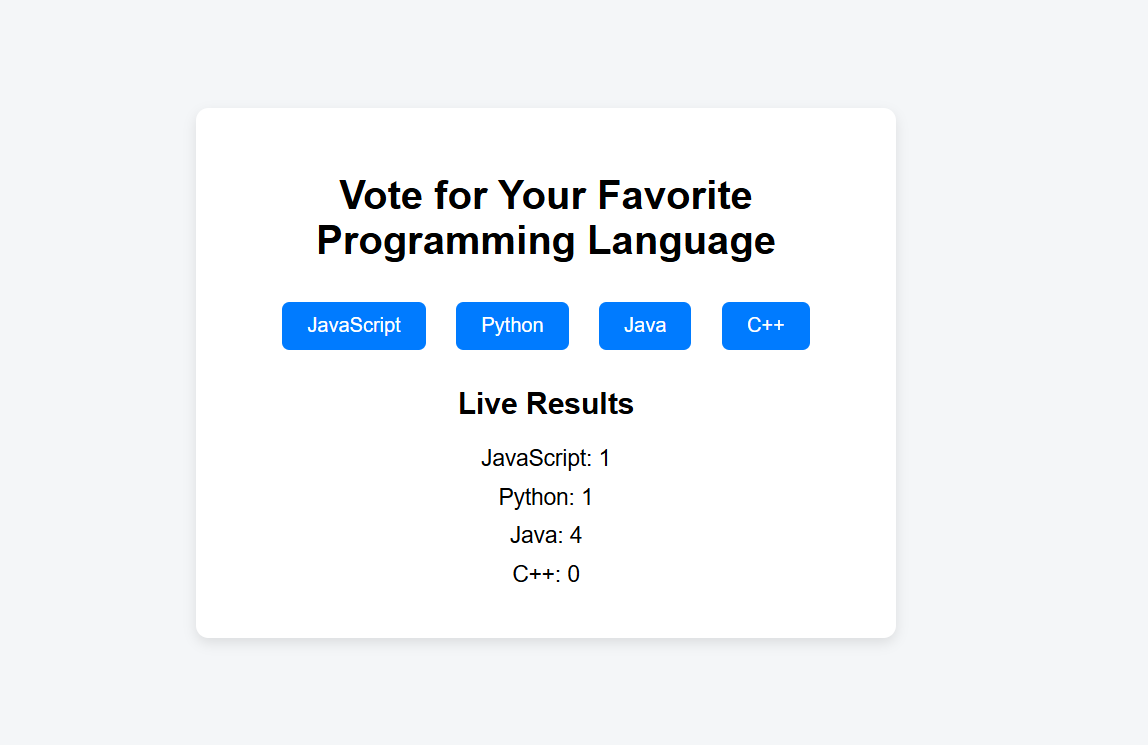 Vote for Your Favorite
Programming Language
JavaScript Python Java C++
Live Results
JavaScript: 1
Python: 1
Java: 4
C++: 0